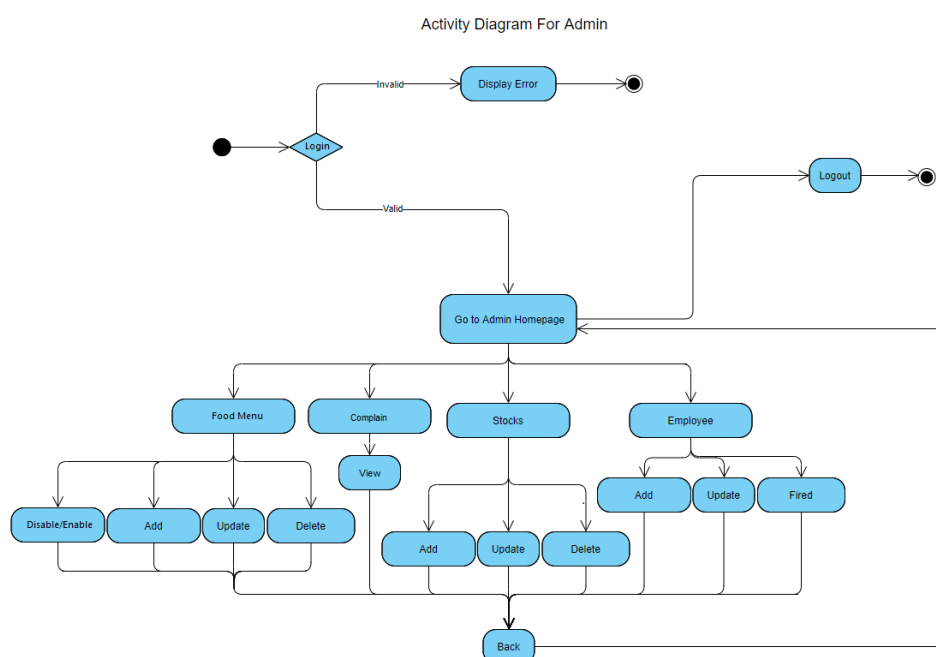 Activity Diagram For Admin
Invalid
Display Error
Login
Logout
Valid
Go to Admin Homepage
Food Menu
Complain
Stocks
Employee
View
Add
Update
Fired
Disable/Enable
Add
Update
Delete
Add
Update
Delete
Back